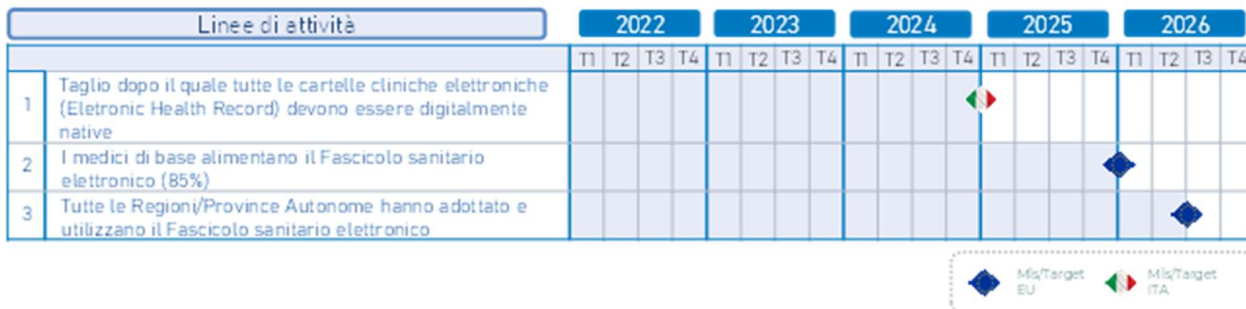 Linee di attività 2022 2023 2024 2025 2026
T1 T2 T3 T4 T1 T2 T3 T4 T1 T2 T3 T4 T1 T2 T3 T4 T1 T2 T3 T4
1 Taglio dopo il quale tutte le cartelle cliniche elettroniche
(Eletronic Health Record) devono essere digitalmente
native
2 I medici di base alimentano il Fascicolo sanitario
elettronico (85%)
3 Tutte le Regioni/Province Autonome hanno adottato e
utilizzano il Fascicolo sanitario elettronico
Mls/Target Mls/Target
EU ITA